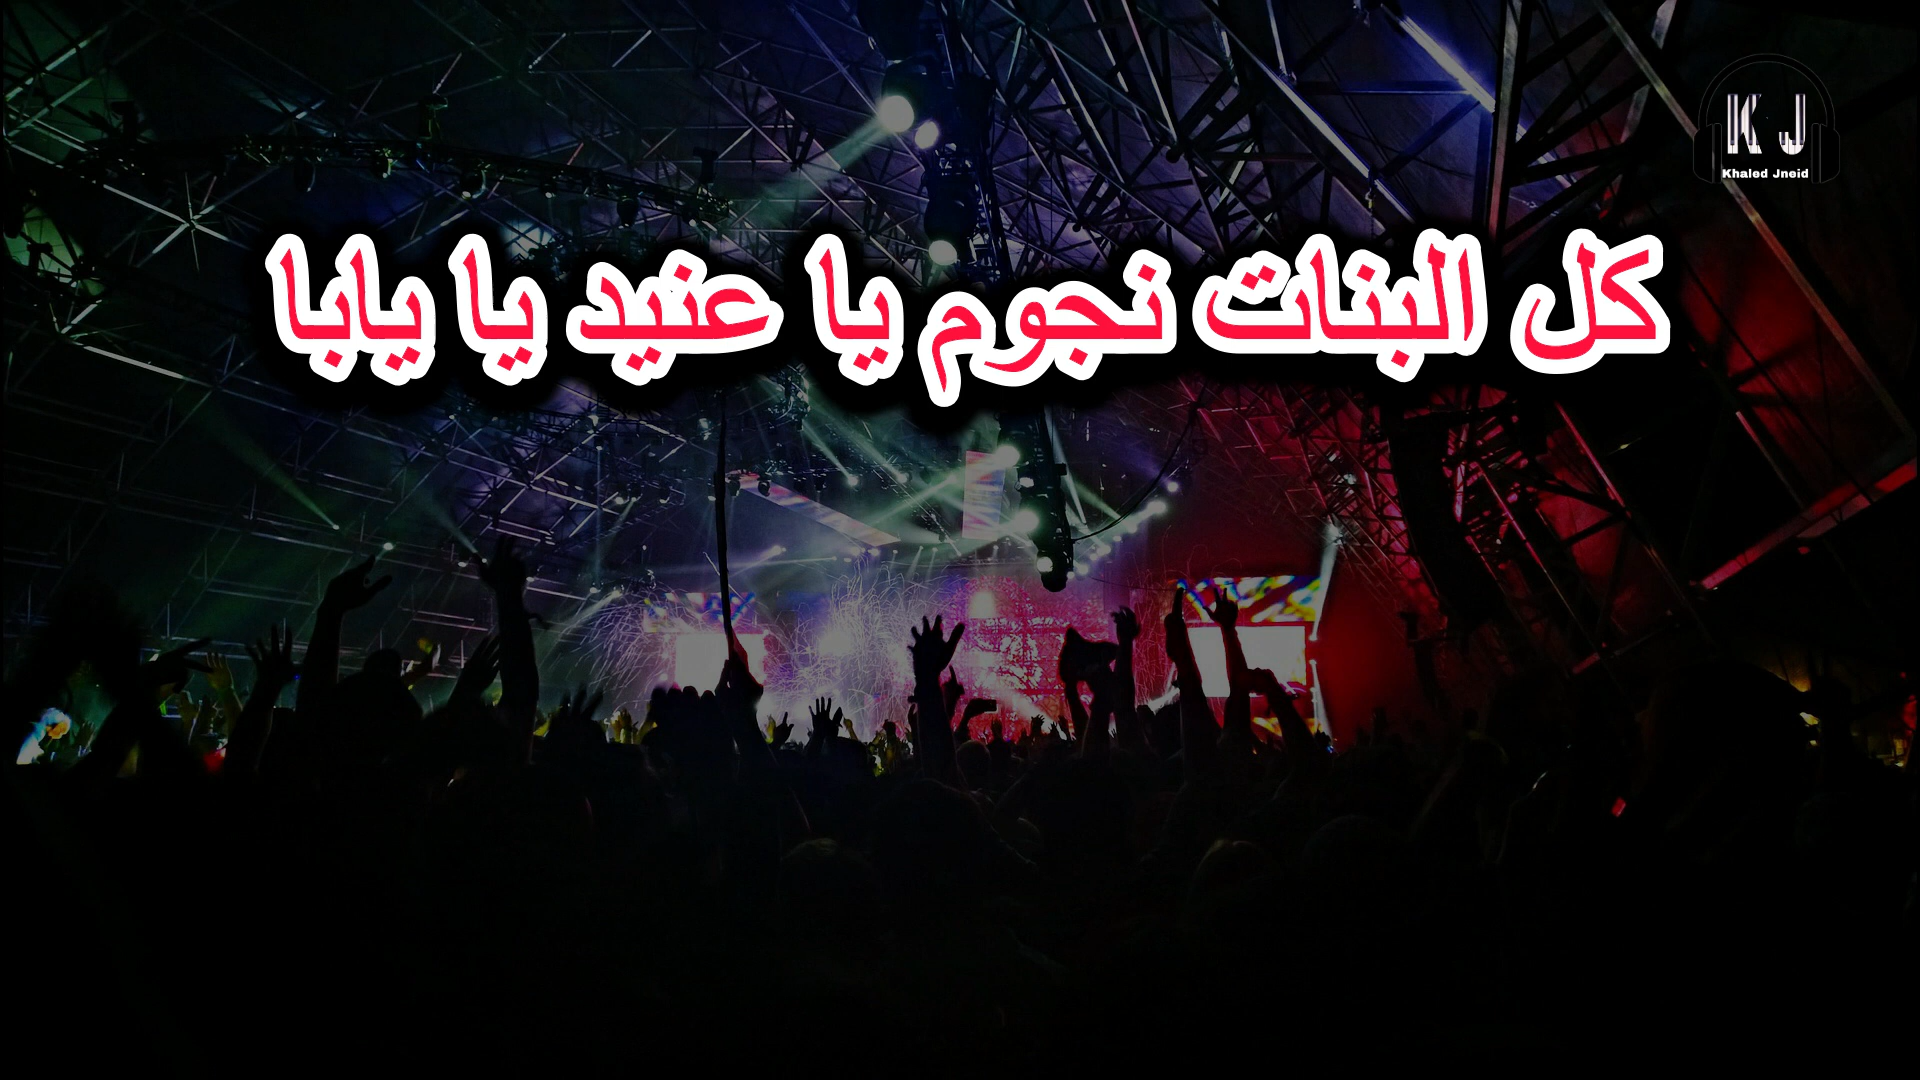 K J
Khaled Jneid
كل البنات نجوم يا عنيد يا يابا